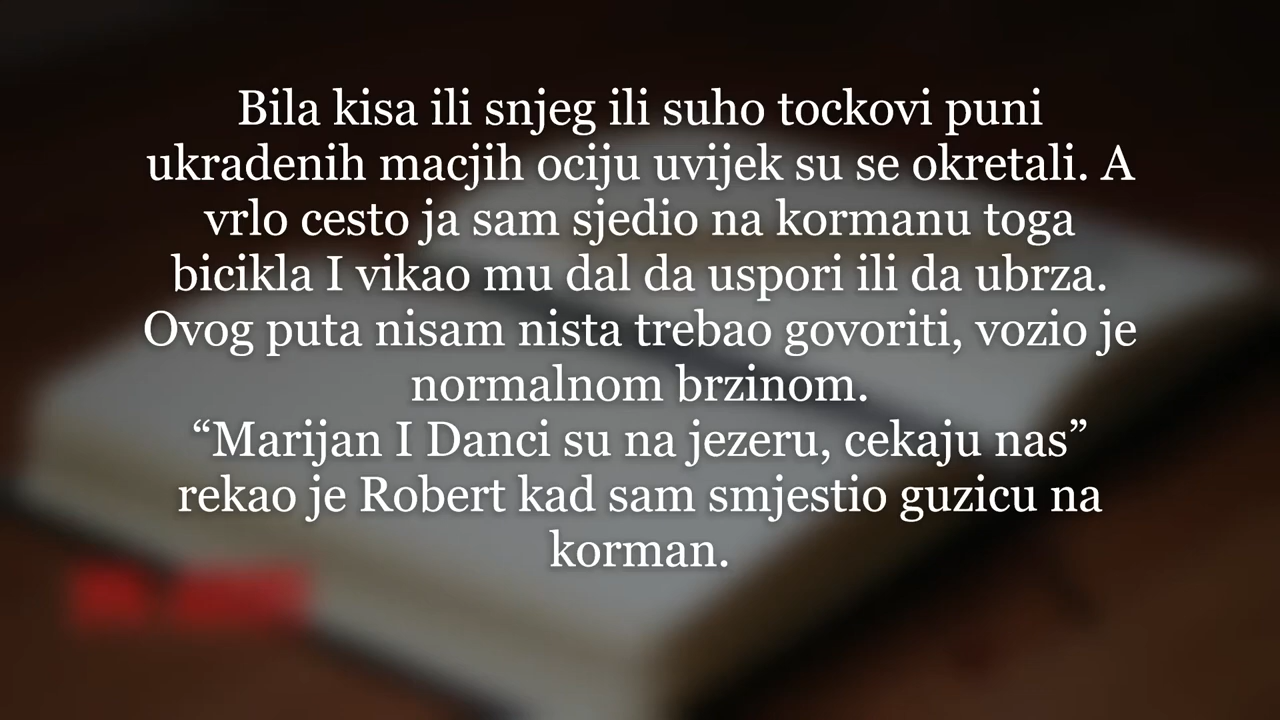 Bila kisa ili snjeg ili suho tockovi puni
ukradenih macjih ociju uvijek su se okretali. A
vrlo cesto ja sam sjedio na kormanu toga
bicikla I vikao mu dal da uspori ili da ubrza.
Ovog puta nisam nista trebao govoriti, vozio je
normalnom brzinom.
“Marijan I Danci su na jezeru, cekaju nas”
rekao je Robert kad sam smjestio guzicu na
korman.